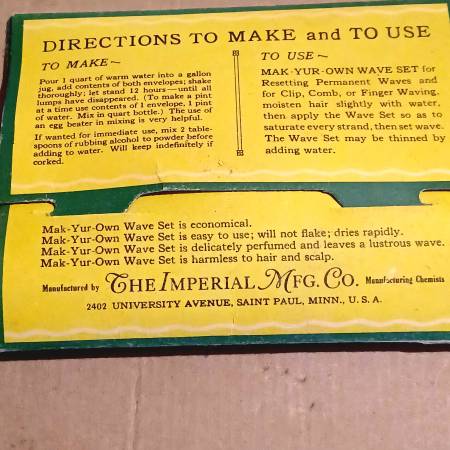 DIRECTIONS TO MAKE and TO USE
TO MAKE~
Pour 1 quart of warm water into a gallon
jug, add contents of both envelopes; shake
thoroughly; let stand 12 hours—until all
lumps have disappeared. (To make a pint
at a time use contents of 1 envelope, 1 pint
of water. Mix in quart bottle.) The use of
an egg beater in mixing is very helpful.
If wanted for immediate use, mix 2 table-
spoons of rubbing alcohol to powder before
adding to water. Will keep indefinitely if
corked.
TO USE~
MAK-YUR-OWN WAVE SET for
Resetting Permanent Waves and
for Clip, Comb, or Finger Waving,
moisten hair slightly with water,
then apply the Wave Set so as to
saturate every strand, then set wave.
The Wave Set may be thinned by
adding water.
Mak-Yur-Own Wave Set is economical.
Mak-Yur-Own Wave Set is easy to use; will not flake; dries rapidly.
Mak-Yur-Own Wave Set is delicately perfumed and leaves a lustrous wave.
Mak-Yur-Own Wave Set is harmless to hair and scalp.
Manufactured by THE IMPERIAL MFG. CO. Manufacturing Chemists
2402 UNIVERSITY AVENUE, SAINT PAUL, MINN., U. S. A.